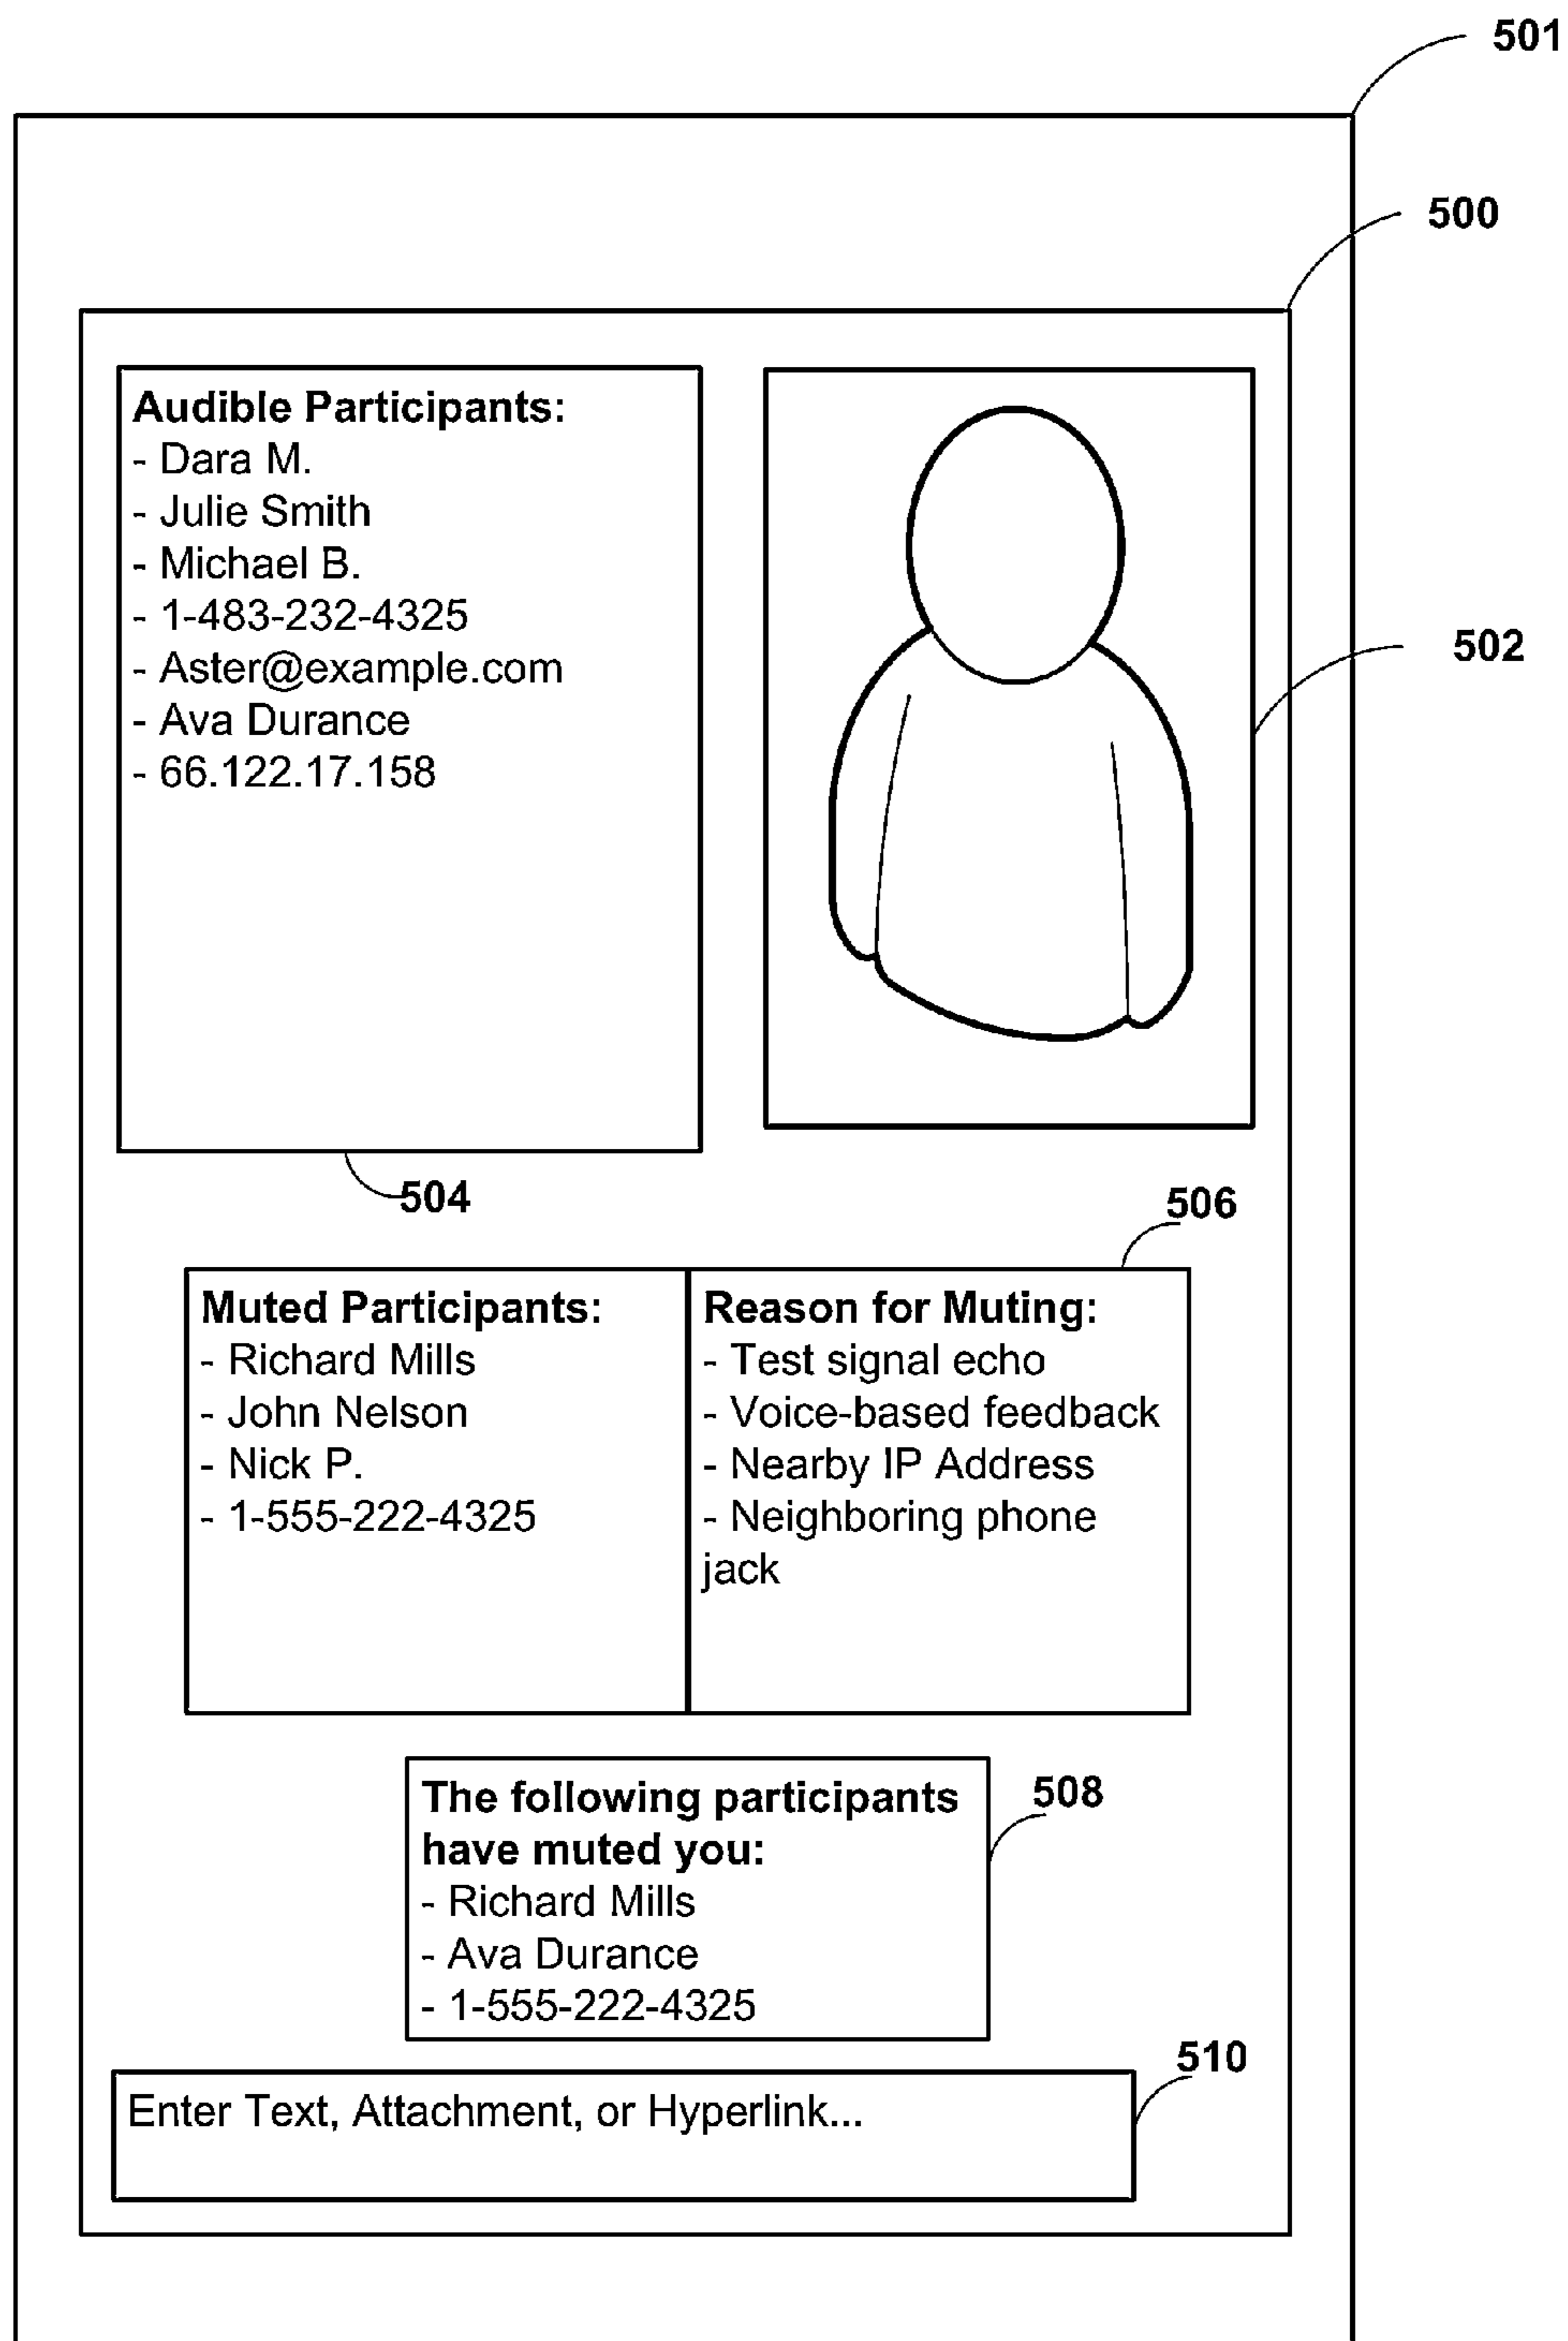 501
500
Audible Participants:
- Dara M.
- Julie Smith
- Michael B.
- 1-483-232-4325
- Aster@example.com
- Ava Durance
- 66.122.17.158
502
504
506
Muted Participants:
- Richard Mills
- John Nelson
- Nick P.
- 1-555-222-4325
Reason for Muting:
- Test signal echo
- Voice-based feedback
- Nearby IP Address
- Neighboring phone
jack
The following participants
have muted you:
- Richard Mills
- Ava Durance
- 1-555-222-4325
508
510
Enter Text, Attachment, or Hyperlink...